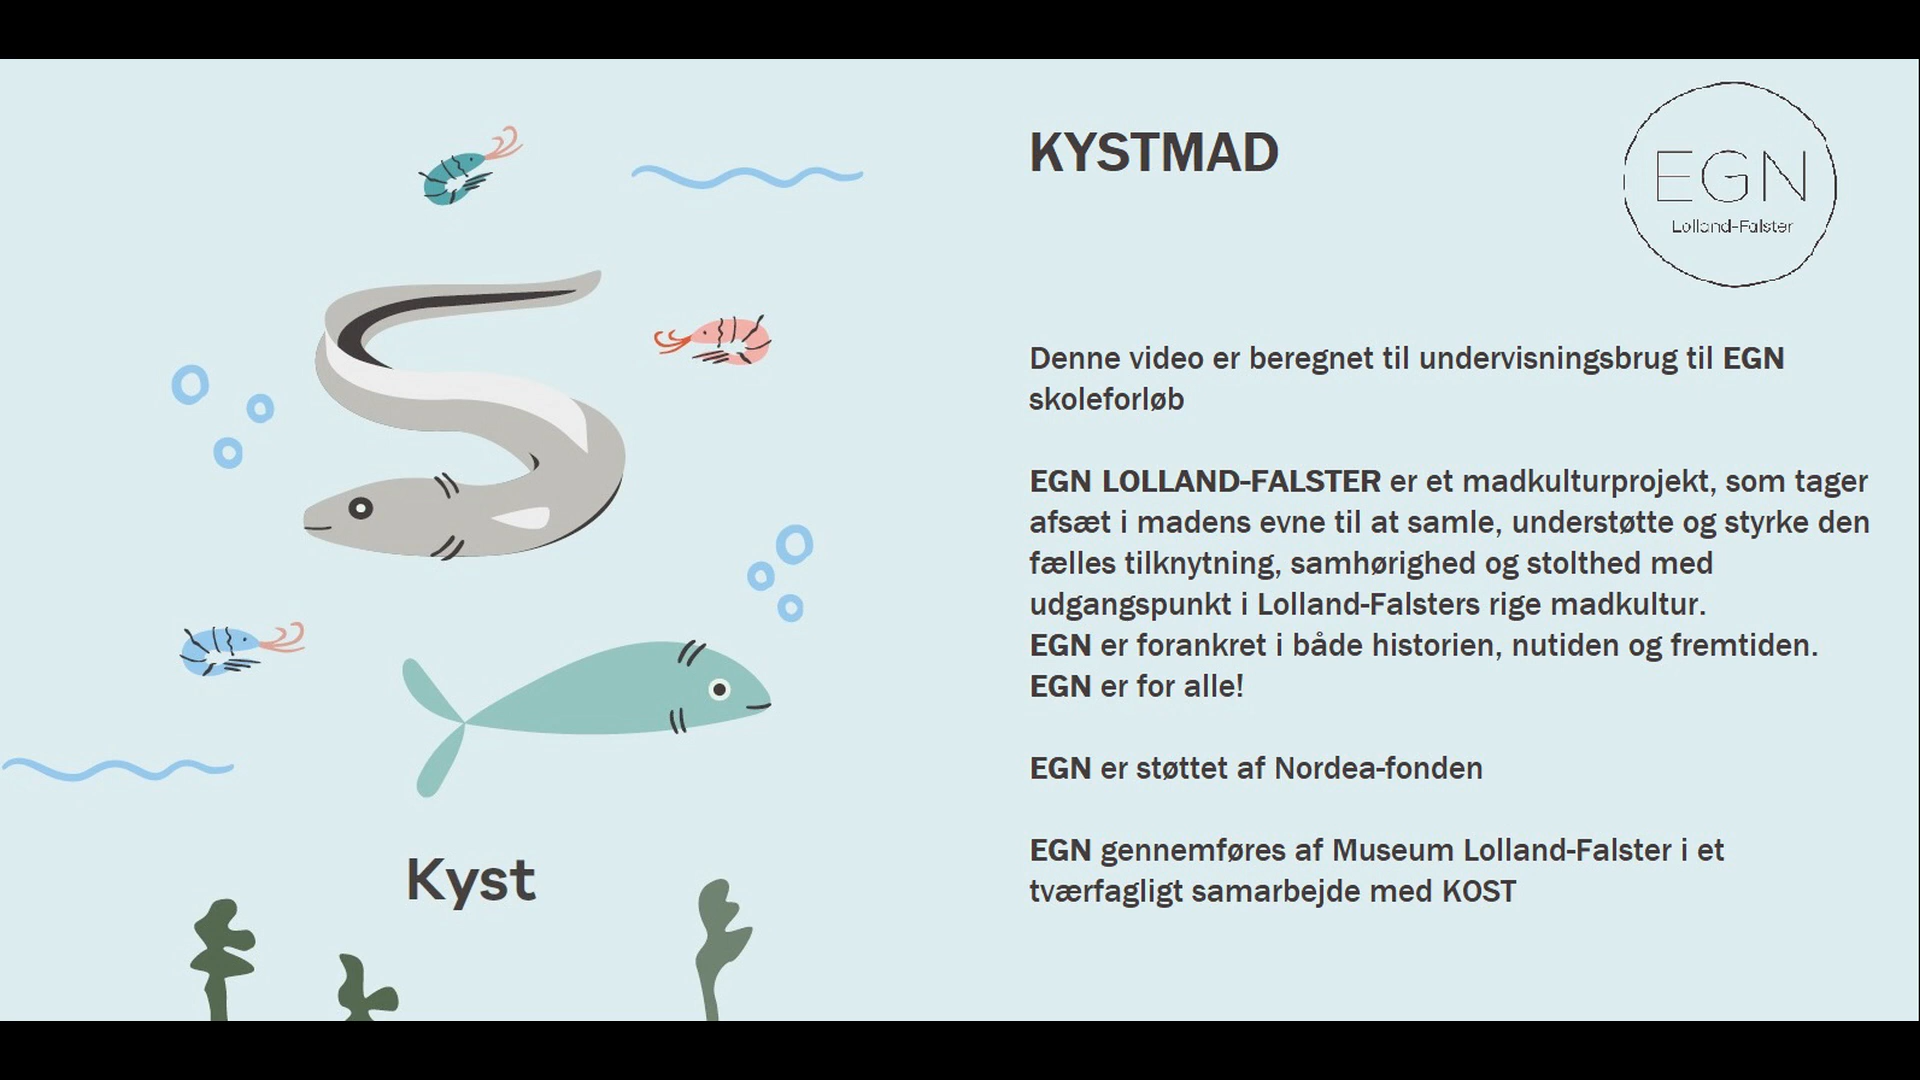 KYSTMAD
EGN
Lolland-Falster
Denne video er beregnet til undervisningsbrug til EGN
skoleforløb
EGN LOLLAND-FALSTER er et madkulturprojekt, som tager
afsæt i madens evne til at samle, understøtte og styrke den
fælles tilknytning, samhørighed og stolthed med
udgangspunkt i Lolland-Falsters rige madkultur.
EGN er forankret i både historien, nutiden og fremtiden.
EGN er for alle!
EGN er støttet af Nordea-fonden
EGN gennemføres af Museum Lolland-Falster i et
tværfagligt samarbejde med KOST
Kyst